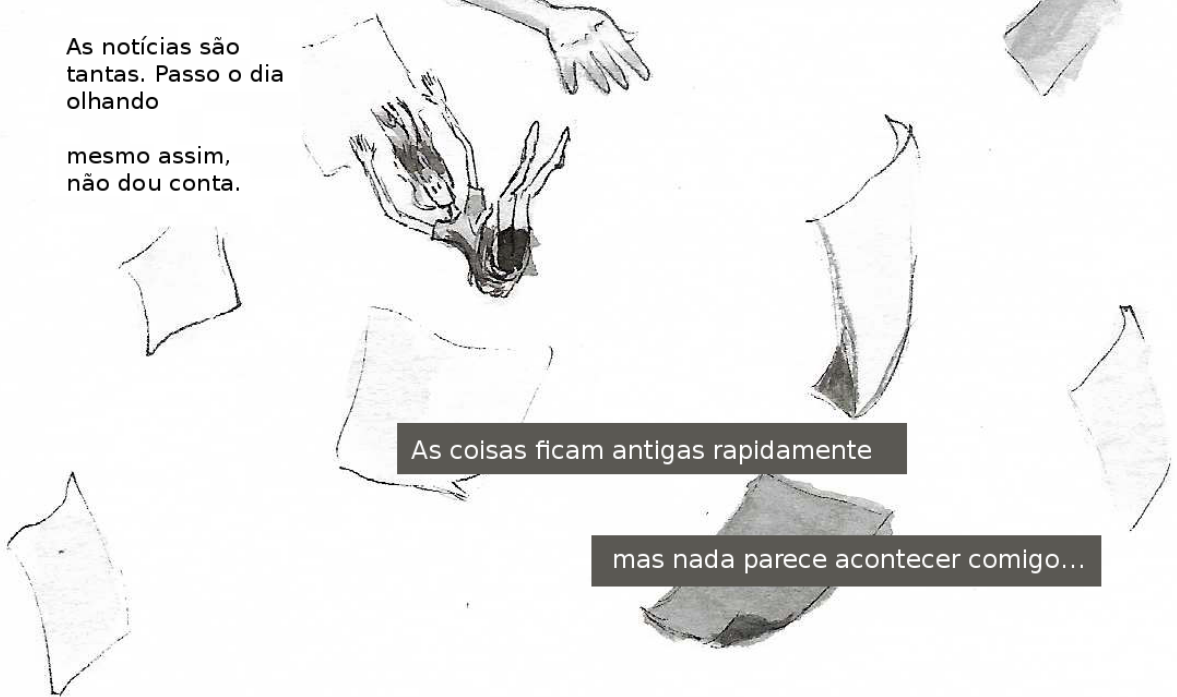 As notícias são
tantas. Passo o dia
olhando
mesmo assim,
não dou conta.
As coisas ficam antigas rapidamente
mas nada parece acontecer comigo...